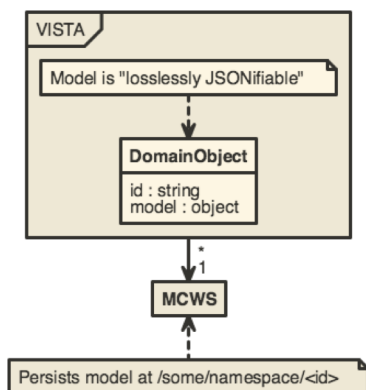 VISTA
Model is "losslessly JSONifiable"
DomainObject
id : string
model : object
*
1
MCWS
Persists model at /some/namespace/<id>